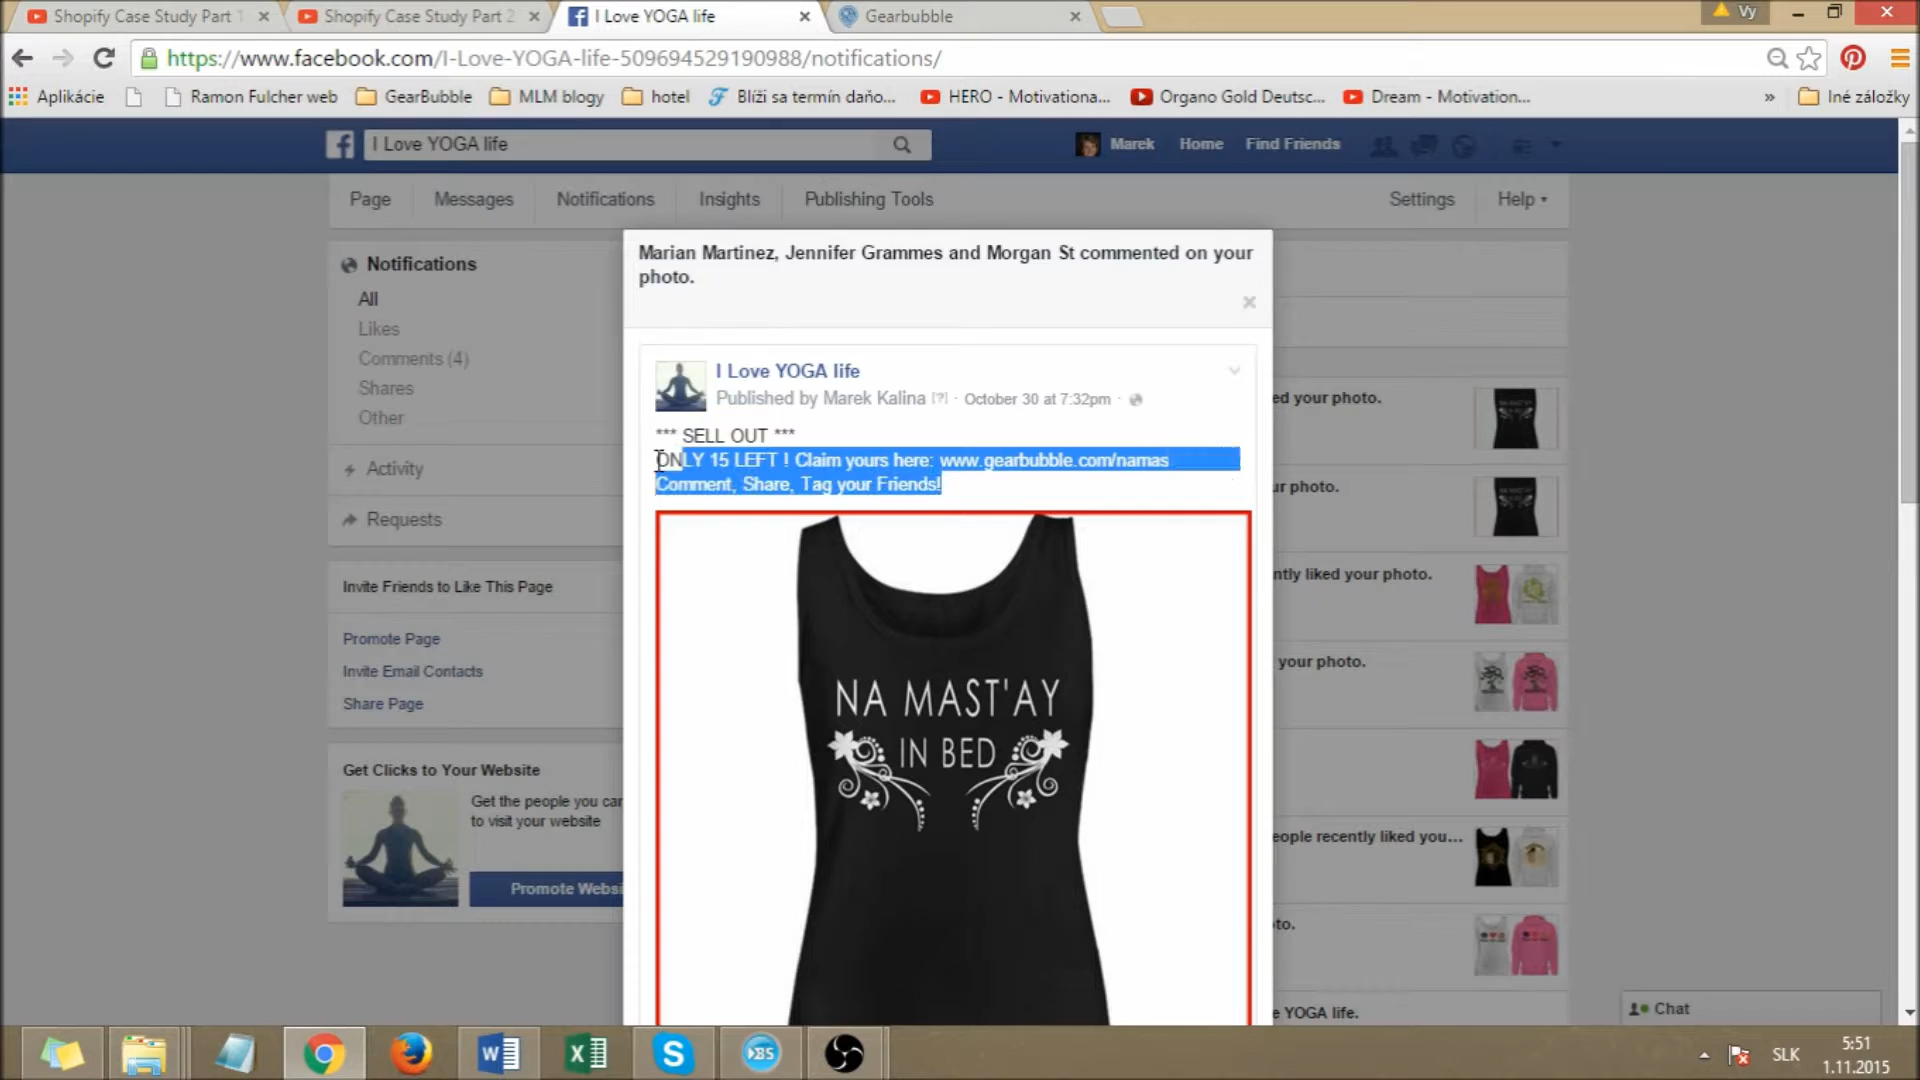 Shopify Case Study Part 1
Shopify Case Study Part 2
I Love YOGA life
Gearbubble
Vy
https://www.facebook.com/I-Love-YOGA-life-509694529190988/notifications/
Aplikácie
Ramon Fulcher web
GearBubble
MLM blogy
hotel
Blíži sa termín daňo...
HERO - Motivationa...
Organo Gold Deutsc...
Dream - Motivation...
»
Iné záložky
I Love YOGA life
Marek
Home
Find Friends
Page
Messages
Notifications
Insights
Publishing Tools
Settings
Help
Notifications
All
Likes
Comments (4)
Shares
Other
Activity
Requests
Invite Friends to Like This Page
Promote Page
Invite Email Contacts
Share Page
Get Clicks to Your Website
Get the people you car
to visit your website
Promote Websi
Marian Martinez, Jennifer Grammes and Morgan St commented on your
photo.
I Love YOGA life
Published by Marek Kalina [?] · October 30 at 7:32pm ·
*** SELL OUT ***
ONLY 15 LEFT ! Claim yours here: www.gearbubble.com/namas
Comment, Share, Tag your Friends!
NA MAST'AY
IN BED
ed your photo.
ur photo.
ntly liked your photo.
your photo.
eople recently liked you...
to.
e YOGA life.
Chat
SLK
5:51
1.11.2015